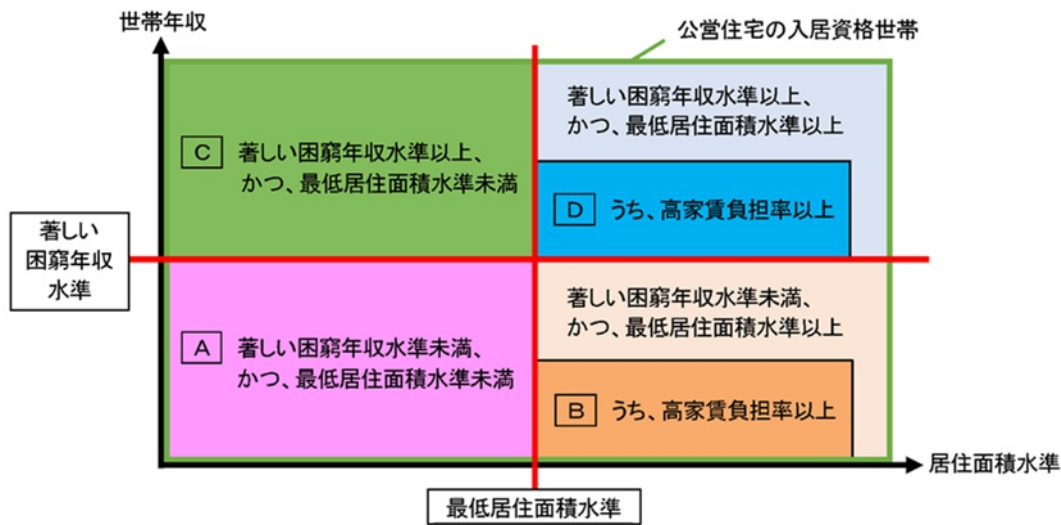 世帯年収
公営住宅の入居資格世帯
C
著しい困窮年収水準以上、
かつ、最低居住面積水準未満
著しい困窮年収水準以上、
かつ、最低居住面積水準以上
D
うち、高家賃負担率以上
著しい
困窮年収
水準
A
著しい困窮年収水準未満、
かつ、最低居住面積水準未満
著しい困窮年収水準未満、
かつ、最低居住面積水準以上
B
うち、高家賃負担率以上
居住面積水準
最低居住面積水準